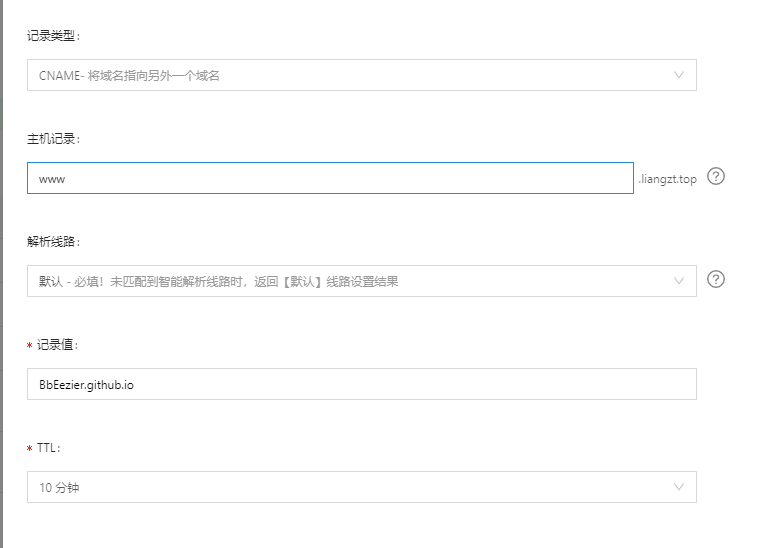 记录类型：
CNAME- 将域名指向另外一个域名
主机记录：
www .liangzt.top ?
解析线路：
默认 - 必填！未匹配到智能解析线路时，返回【默认】线路设置结果 ?
* 记录值：
BbEezier.github.io
* TTL：
10 分钟